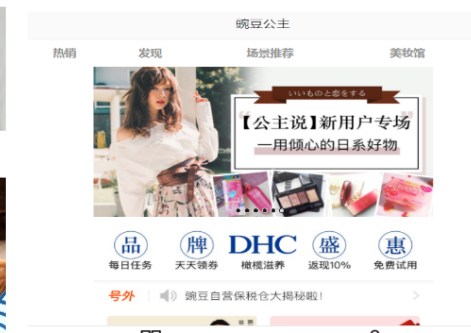 豌豆公主
热销 发现 场景推荐 美妆馆
いいものと恋をする
【公主说】新用户专场
一用倾心的日系好物
品 牌 DHC 盛 惠
每日任务 天天领券 橄榄滋养 返现10% 免费试用
号外 豌豆自营保税仓大揭秘啦!